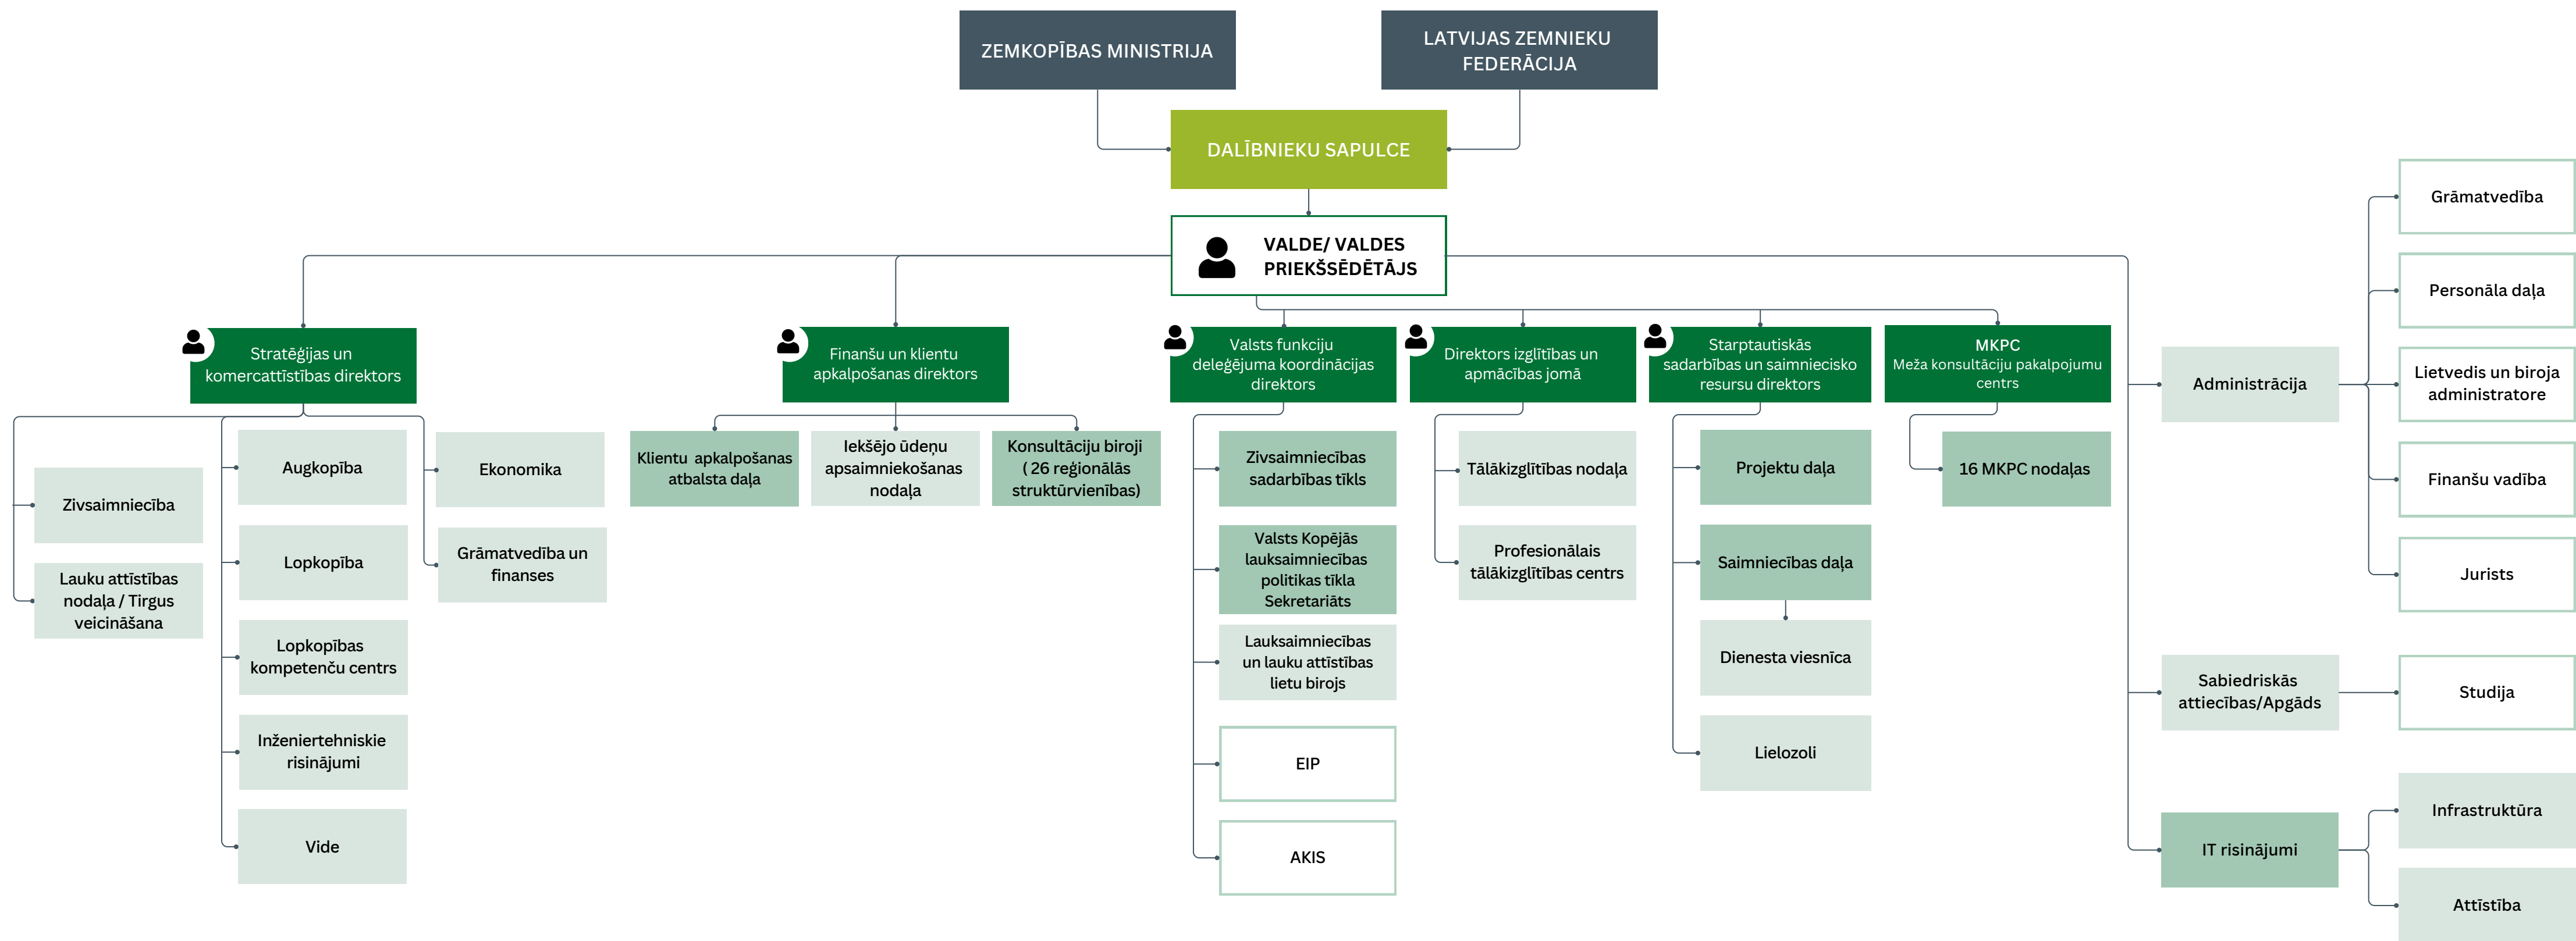 ZEMKOPĪBAS MINISTRIJA
LATVIJAS ZEMNIEKU
FEDERĀCIJA
DALĪBNIEKU SAPULCE
VALDE/ VALDES
PRIEKŠSĒDĒTĀJS
Stratēģijas un
komercattīstības direktors
Zivsaimniecība
Lauku attīstības
nodaļa / Tirgus
veicināšana
Augkopība
Lopkopība
Lopkopības
kompetenču centrs
Inženiertehniskie
risinājumi
Vide
Ekonomika
Grāmatvedība un
finanses
Finanšu un klientu
apkalpošanas direktors
Klientu apkalpošanas
atbalsta daļa
Iekšējo ūdeņu
apsaimniekošanas
nodaļa
Konsultāciju biroji
( 26 reģionālās
struktūrvienības)
Valsts funkciju
deleģējuma koordinācijas
direktors
Zivsaimniecības
sadarbības tīkls
Valsts Kopējās
lauksaimniecības
politikas tīkla
Sekretariāts
Lauksaimniecības
un lauku attīstības
lietu birojs
EIP
AKIS
Direktors izglītības un
apmācības jomā
Tālākizglītības nodaļa
Profesionālais
tālākizglītības centrs
Starptautiskās
sadarbības un saimniecisko
resursu direktors
Projektu daļa
Saimniecības daļa
Dienesta viesnīca
Lielozoli
MKPC
Meža konsultāciju pakalpojumu
centrs
16 MKPC nodaļas
Administrācija
Grāmatvedība
Personāla daļa
Lietvedis un biroja
administratore
Finanšu vadība
Jurists
Sabiedriskās
attiecības/Apgāds
Studija
IT risinājumi
Infrastruktūra
Attīstība